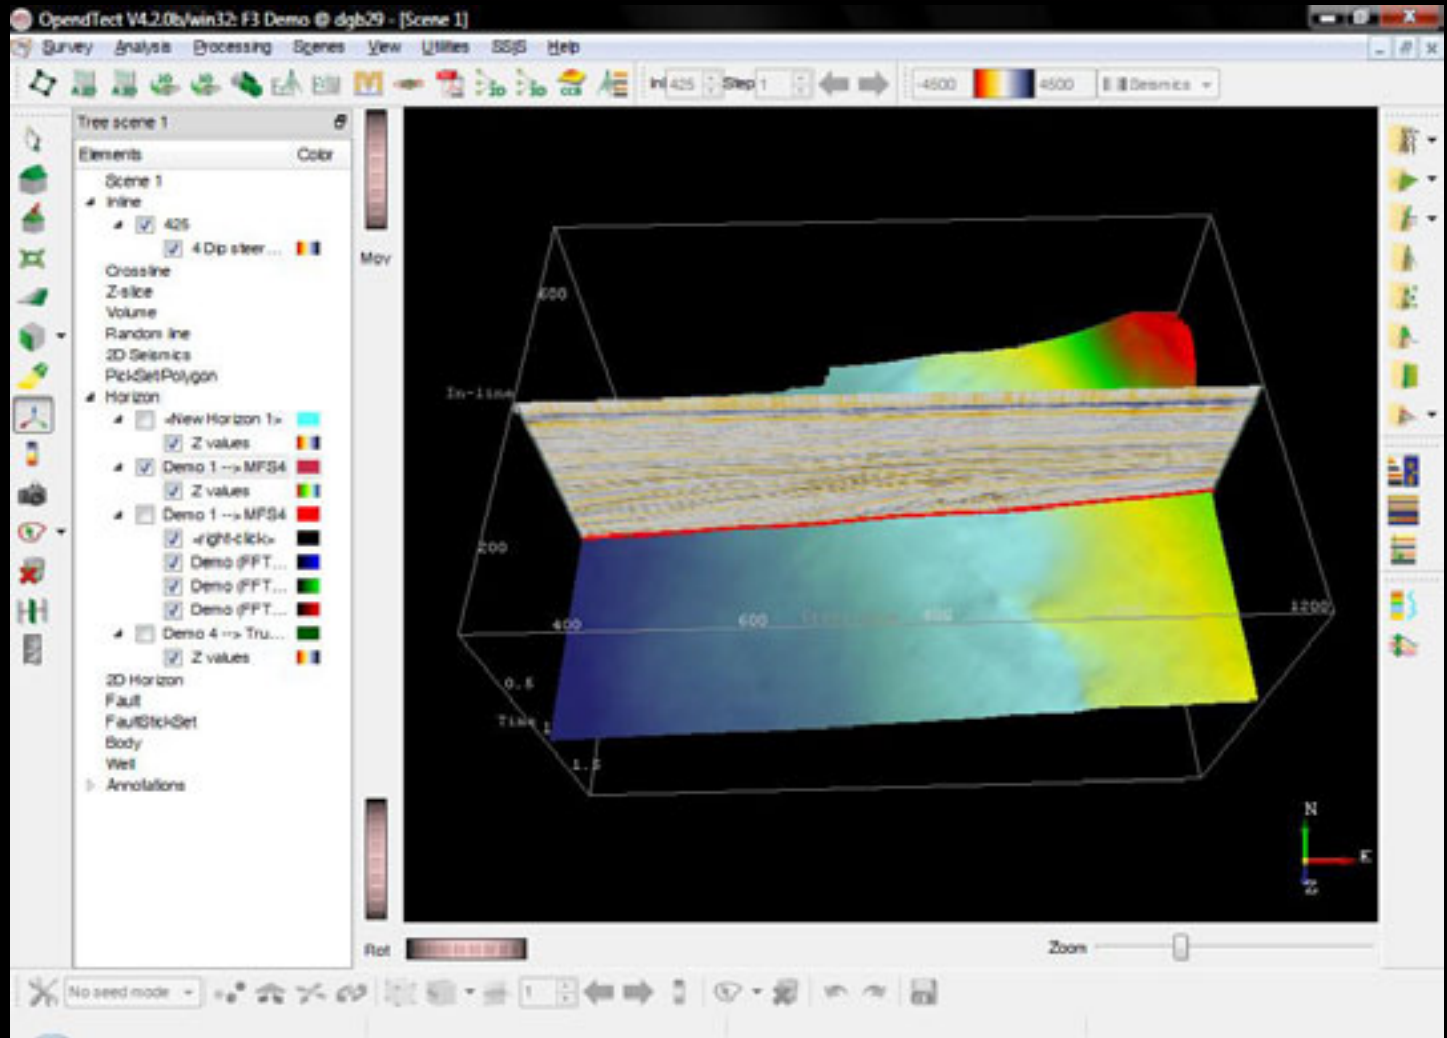 OpendTect V4.2.0b/win32: F3 Demo @ dgb29 - [Scene 1]
Survey Analysis Processing Scenes View Utilities SSIS Help
Inl 425 Step 1 -4500 4500 Seismics
Tree scene 1
Elements Color
Scene 1
Inline
425
4 Dip steer...
Crossline
Z-slice
Volume
Random line
2D Seismics
PickSet/Polygon
Horizon
<New Horizon 1>
Z values
Demo 1 --> MFS4
Z values
Demo 1 --> MFS4
<right-click>
Demo (FFT...
Demo (FFT...
Demo (FFT...
Demo 4 --> Tru...
Z values
2D Horizon
Fault
FaultStickSet
Body
Well
Annotations
Mov
Rot
600
In-line
200
400 600 800 1200
0.5
Time 1
1.5
N
E
Z
Zoom
No seed mode 1